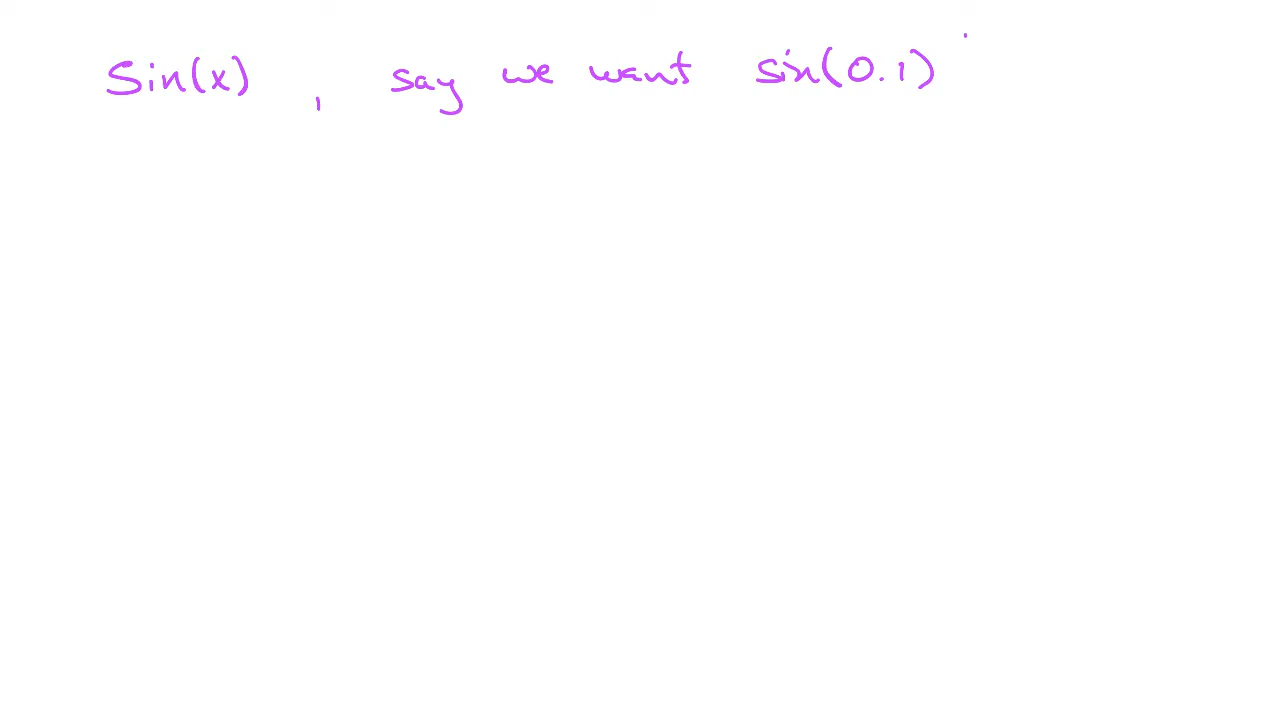 Sin(x) , say we want sin(0.1)